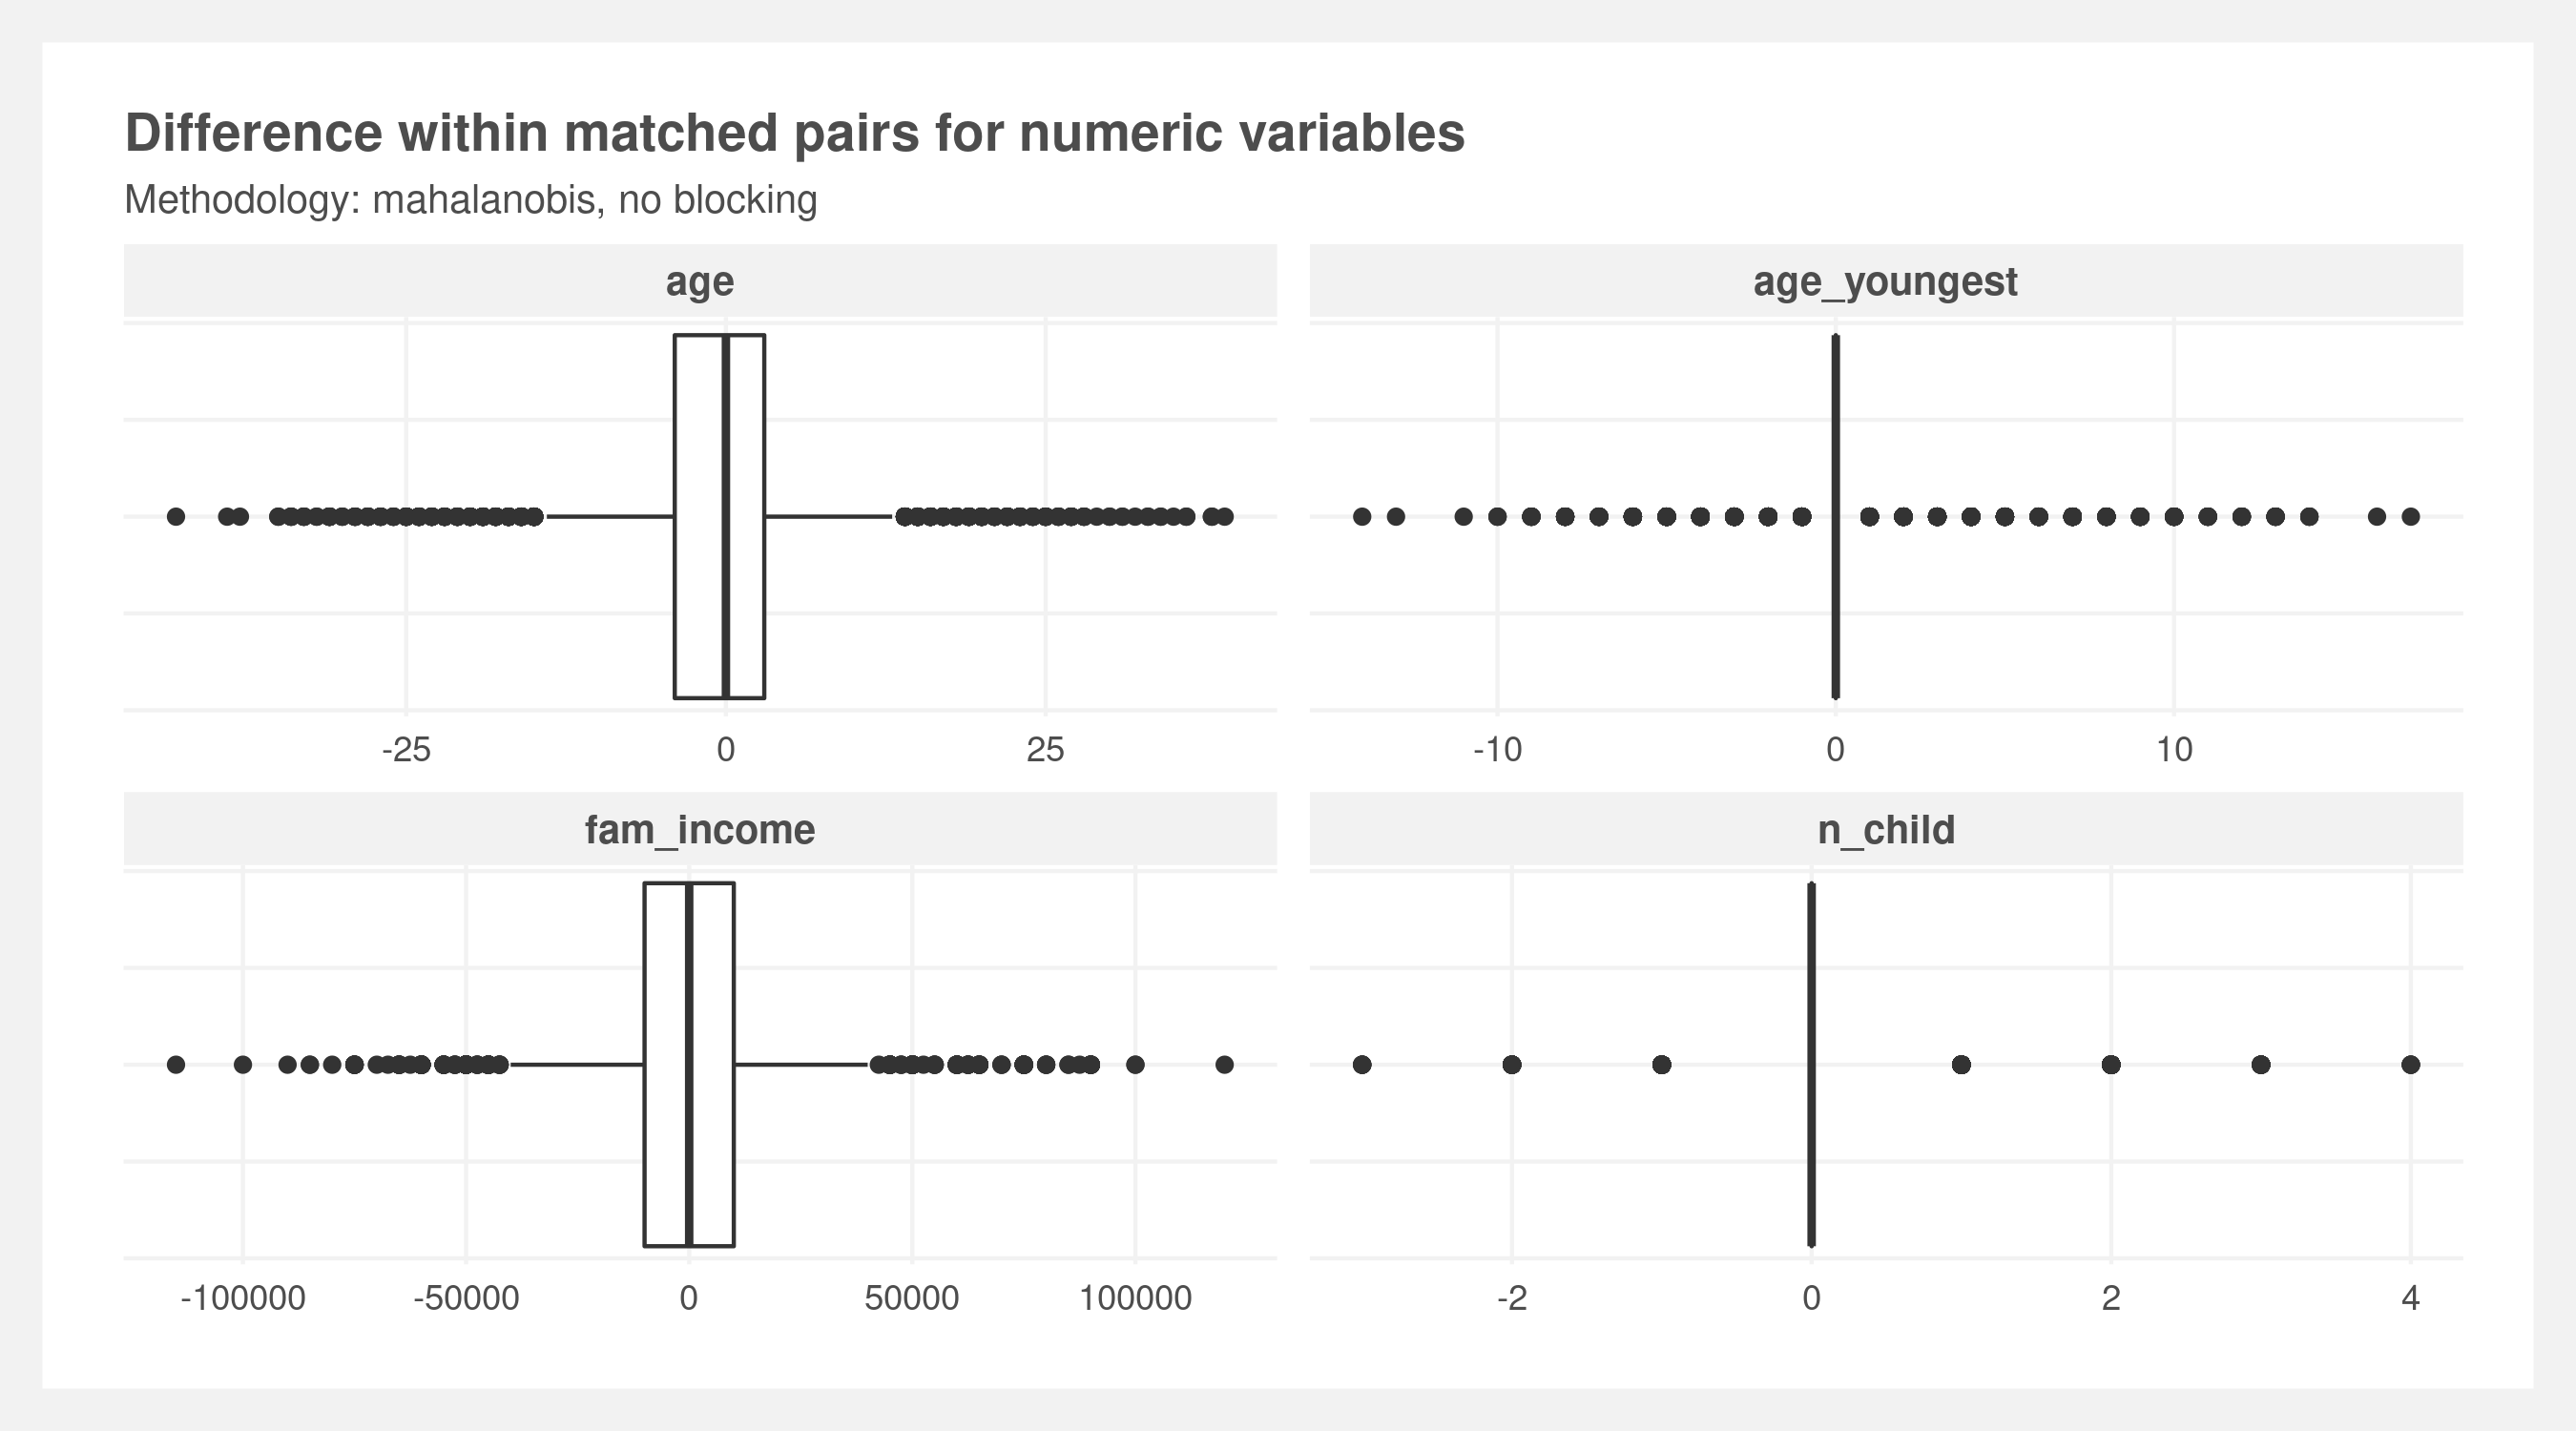 Difference within matched pairs for numeric variables
Methodology: mahalanobis, no blocking
age
-25 0 25
age_youngest
-10 0 10
fam_income
-100000 -50000 0 50000 100000
n_child
-2 0 2 4